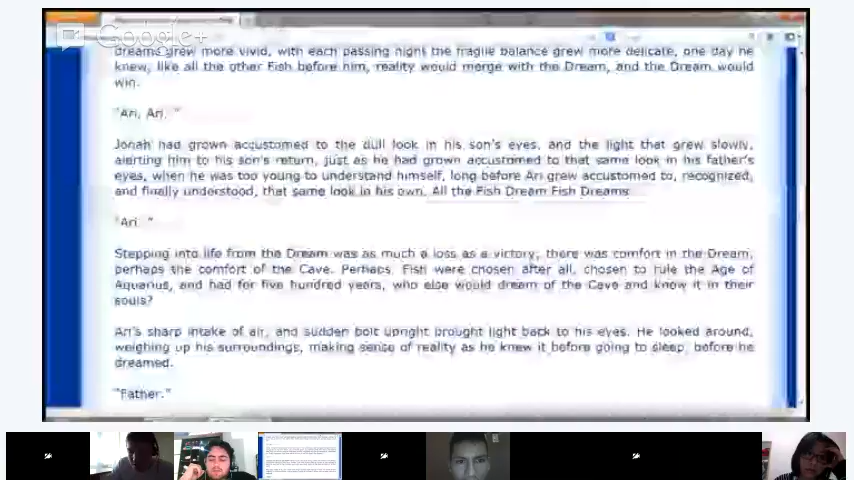 Google+
dreams grew more vivid, with each passing night the fragile balance grew more delicate, one day he
knew, like all the other Fish before him, reality would merge with the Dream, and the Dream would
win.
"Ari, Ari. "
Jonah had grown accustomed to the dull look in his son's eyes, and the light that grew slowly,
alerting him to his son's return, just as he had grown accustomed to that same look in his father's
eyes, when he was too young to understand himself, long before Ari grew accustomed to, recognized,
and finally understood, that same look in his own. All the Fish Dream Fish Dreams.
"Ari. "
Stepping into life from the Dream was as much a loss as a victory, there was comfort in the Dream,
perhaps the comfort of the Cave. Perhaps, Fish were chosen after all, chosen to rule the Age of
Aquarius, and had for five hundred years, who else would dream of the Cave and know it in their
souls?
Ari's sharp intake of air, and sudden bolt upright brought light back to his eyes. He looked around,
weighing up his surroundings, making sense of reality as he knew it before going to sleep, before he
dreamed.
"Father."